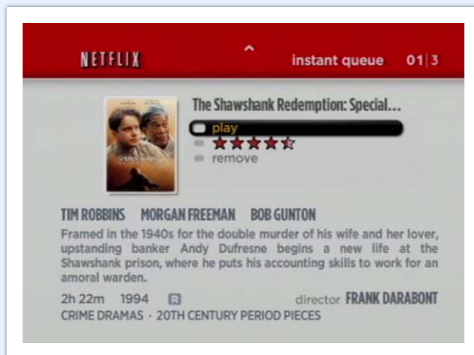 NETFLIX
instant queue 01|3
The Shawshank Redemption: Special...
play
remove
TIM ROBBINS MORGAN FREEMAN BOB GUNTON
Framed in the 1940s for the double murder of his wife and her lover,
upstanding banker Andy Dufresne begins a new life at the
Shawshank prison, where he puts his accounting skills to work for an
amoral warden.
2h 22m 1994 R director FRANK DARABONT
CRIME DRAMAS · 20TH CENTURY PERIOD PIECES